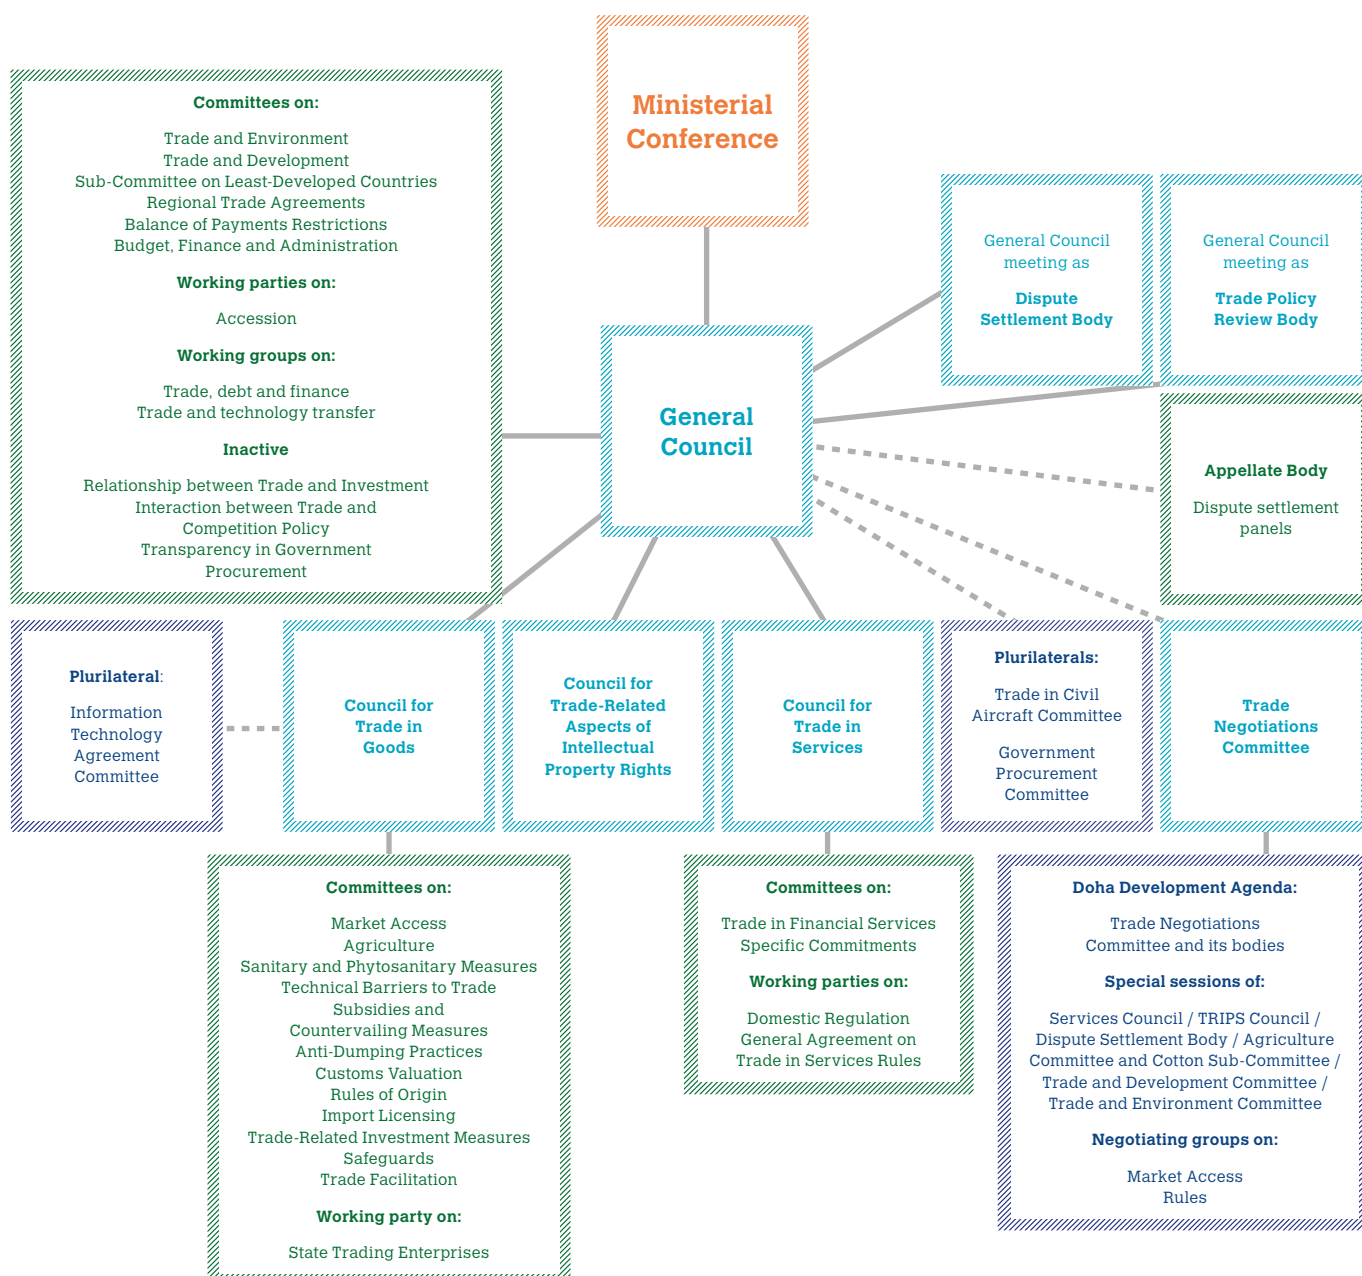 Ministerial
Conference
Committees on:
Trade and Environment
Trade and Development
Sub-Committee on Least-Developed Countries
Regional Trade Agreements
Balance of Payments Restrictions
Budget, Finance and Administration
Working parties on:
Accession
Working groups on:
Trade, debt and finance
Trade and technology transfer
Inactive
Relationship between Trade and Investment
Interaction between Trade and
Competition Policy
Transparency in Government
Procurement
General
Council
General Council
meeting as
Dispute
Settlement Body
General Council
meeting as
Trade Policy
Review Body
Appellate Body
Dispute settlement
panels
Plurilateral:
Information
Technology
Agreement
Committee
Council for
Trade in
Goods
Council for
Trade-Related
Aspects of
Intellectual
Property Rights
Council for
Trade in
Services
Plurilaterals:
Trade in Civil
Aircraft Committee
Government
Procurement
Committee
Trade
Negotiations
Committee
Committees on:
Market Access
Agriculture
Sanitary and Phytosanitary Measures
Technical Barriers to Trade
Subsidies and
Countervailing Measures
Anti-Dumping Practices
Customs Valuation
Rules of Origin
Import Licensing
Trade-Related Investment Measures
Safeguards
Trade Facilitation
Working party on:
State Trading Enterprises
Committees on:
Trade in Financial Services
Specific Commitments
Working parties on:
Domestic Regulation
General Agreement on
Trade in Services Rules
Doha Development Agenda:
Trade Negotiations
Committee and its bodies
Special sessions of:
Services Council / TRIPS Council /
Dispute Settlement Body / Agriculture
Committee and Cotton Sub-Committee /
Trade and Development Committee /
Trade and Environment Committee
Negotiating groups on:
Market Access
Rules